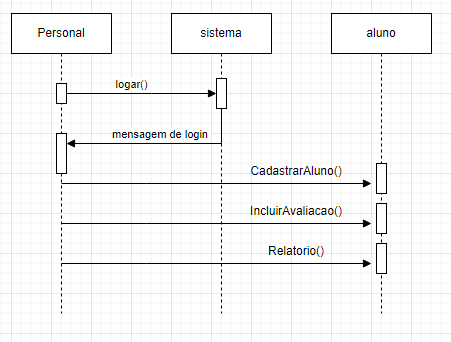 Personal
sistema
aluno
logar()
mensagem de login
CadastrarAluno()
IncluirAvaliacao()
Relatorio()